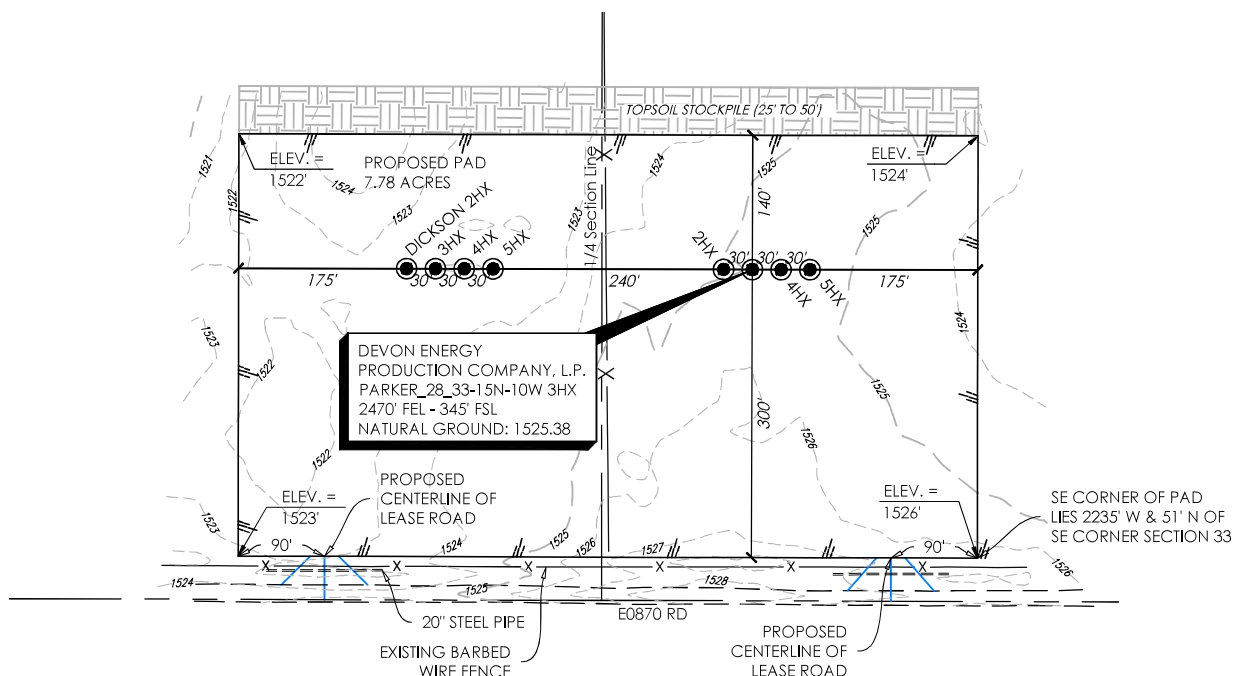 TOPSOIL STOCKPILE (25' TO 50')
ELEV. =
1522'
PROPOSED PAD
7.78 ACRES
1/4 Section Line
ELEV. =
1524'
1521
1522
1524
1523
1523
1524
1525
1525
140'
DICKSON 2HX
3HX
4HX
5HX
2HX
30'
30'
30'
4HX
5HX
175'
30'
30'
30'
240'
175'
1523
1522
1524
DEVON ENERGY
PRODUCTION COMPANY, L.P.
PARKER_28_33-15N-10W 3HX
2470' FEL - 345' FSL
NATURAL GROUND: 1525.38
300'
1525
1526
1522
PROPOSED
CENTERLINE OF
LEASE ROAD
ELEV. =
1523'
ELEV. =
1526'
SE CORNER OF PAD
LIES 2235' W & 51' N OF
SE CORNER SECTION 33
1523
90'
1524
1525
1526
1527
90'
X X X X X X
1524
1525
1528
1526
X
X
E0870 RD
20" STEEL PIPE
EXISTING BARBED
WIRE FENCE
PROPOSED
CENTERLINE OF
LEASE ROAD